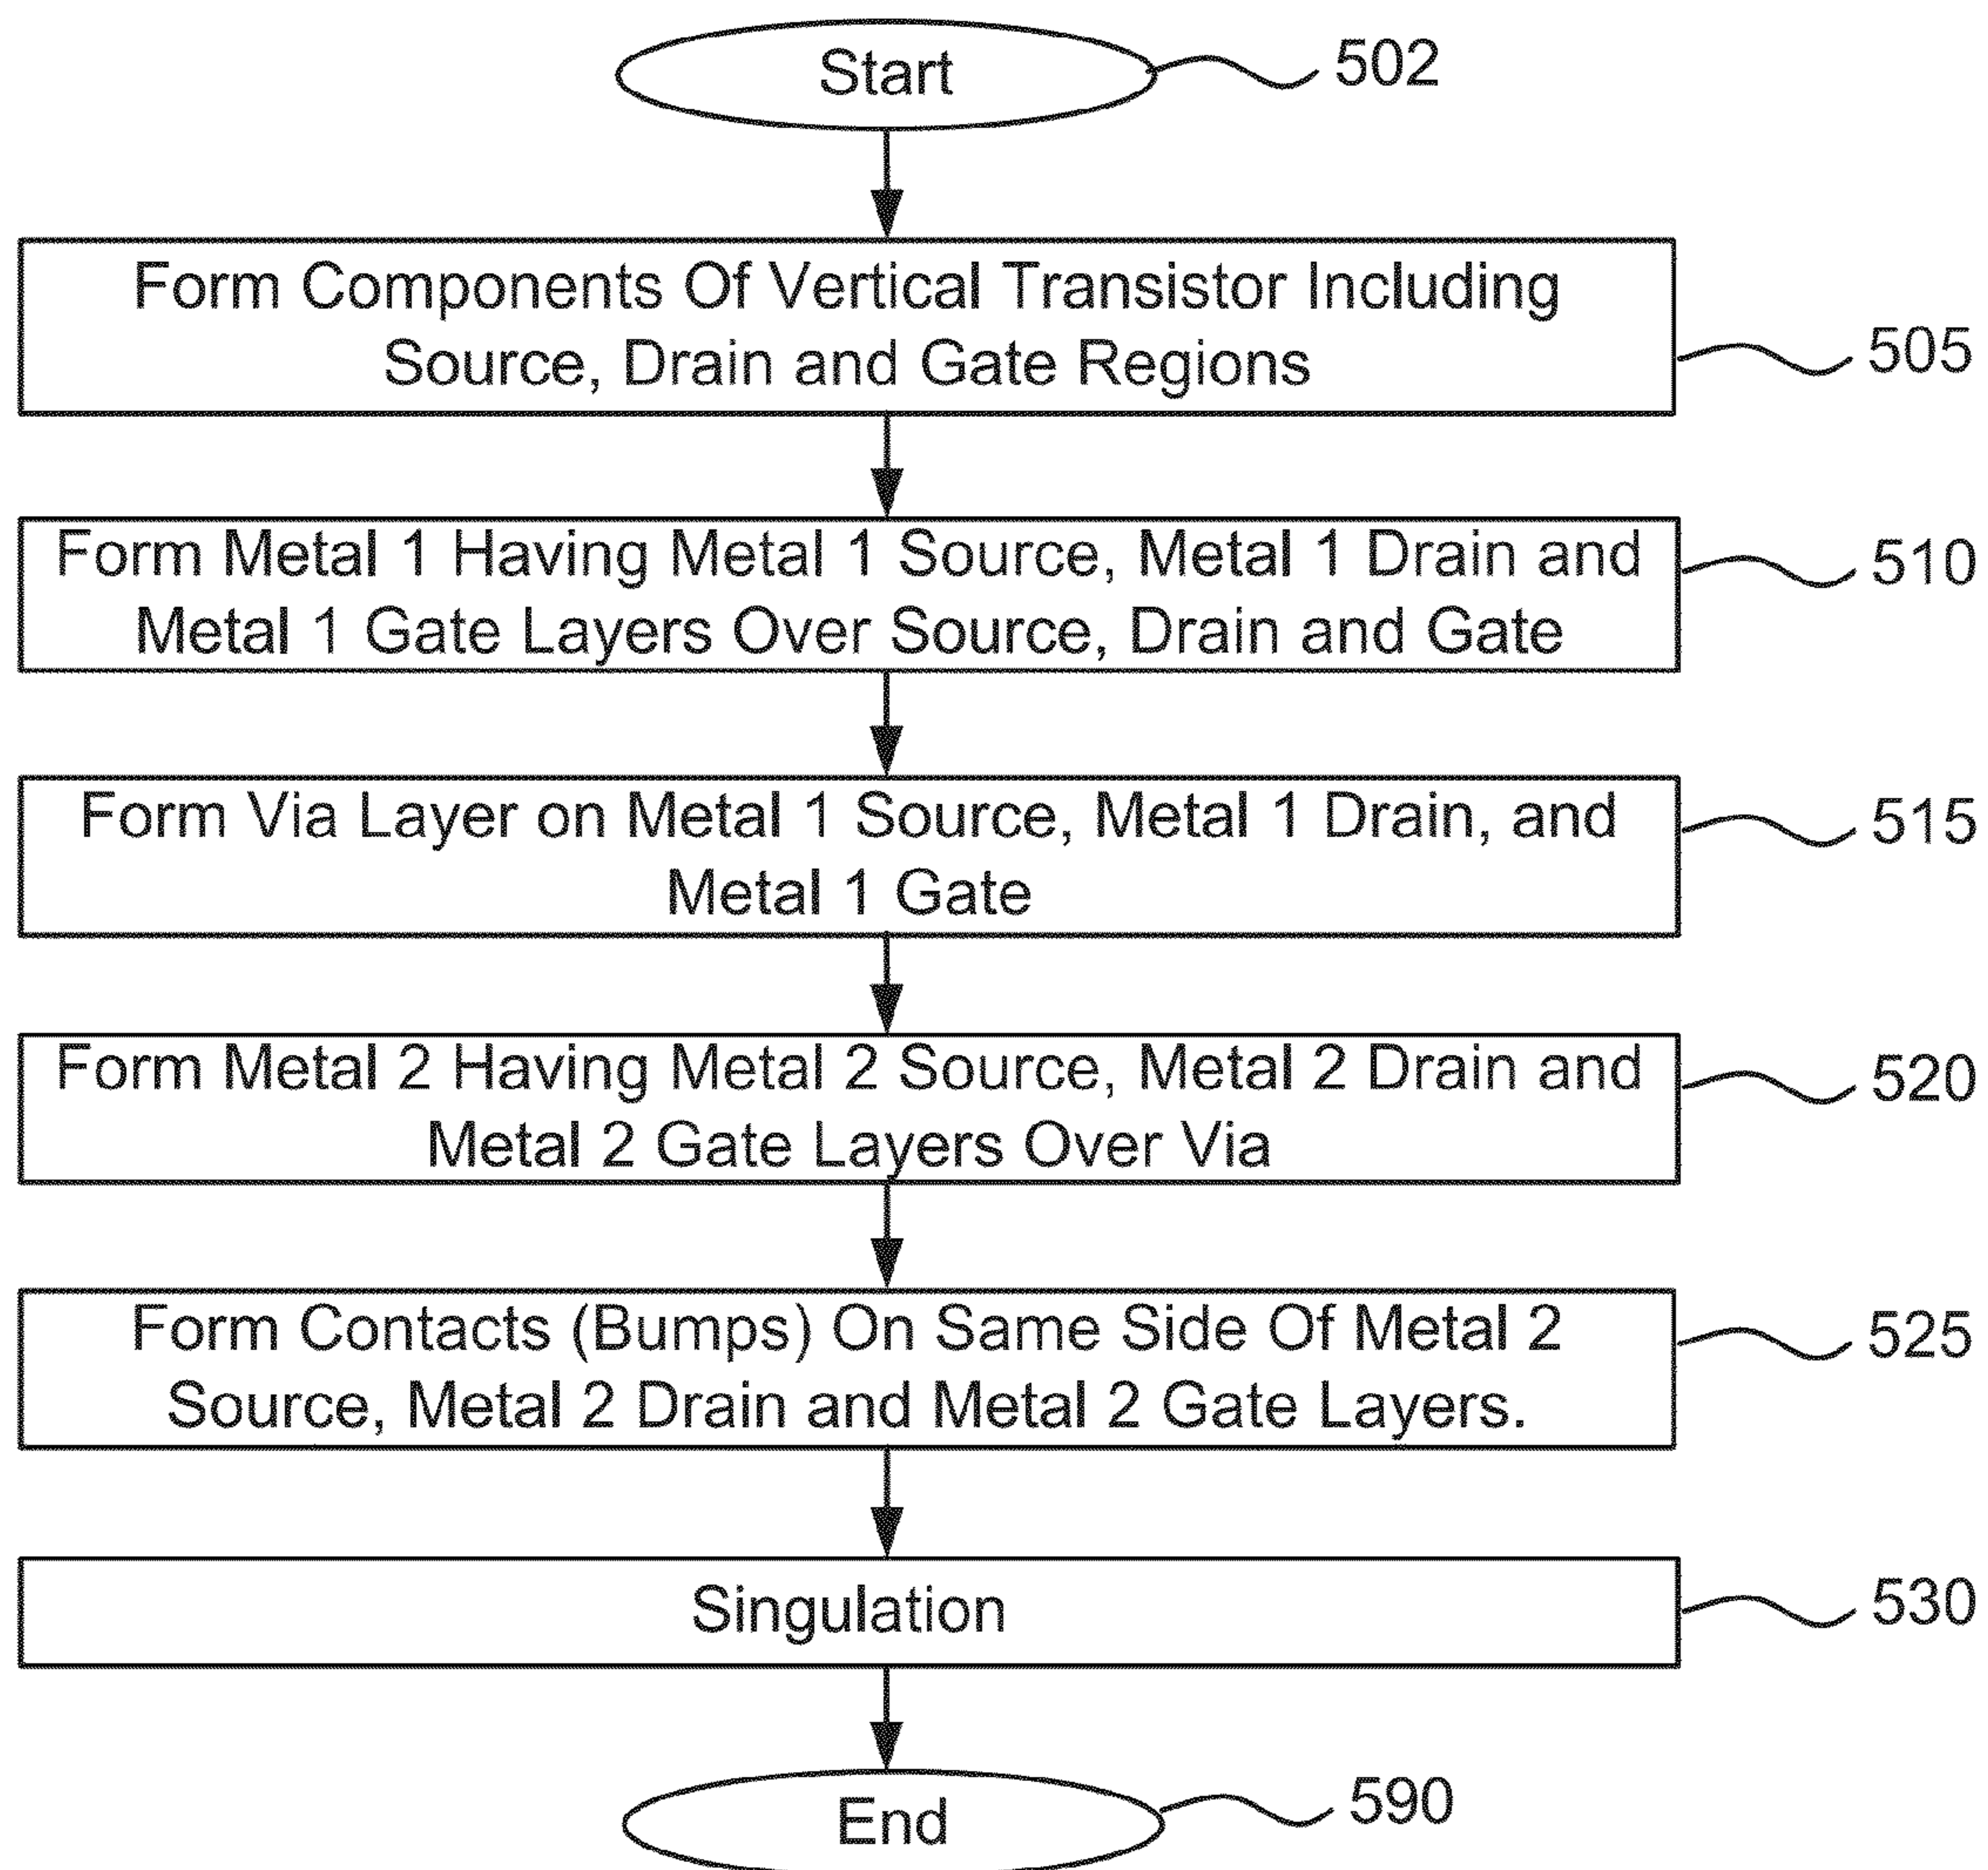 Start
502
Form Components Of Vertical Transistor Including
Source, Drain and Gate Regions
505
Form Metal 1 Having Metal 1 Source, Metal 1 Drain and
Metal 1 Gate Layers Over Source, Drain and Gate
510
Form Via Layer on Metal 1 Source, Metal 1 Drain, and
Metal 1 Gate
515
Form Metal 2 Having Metal 2 Source, Metal 2 Drain and
Metal 2 Gate Layers Over Via
520
Form Contacts (Bumps) On Same Side Of Metal 2
Source, Metal 2 Drain and Metal 2 Gate Layers.
525
Singulation
530
End
590